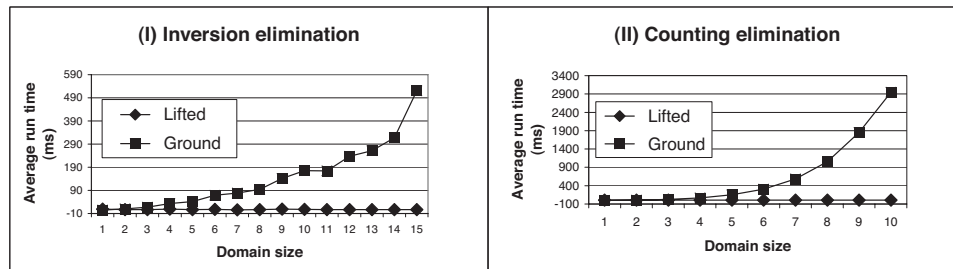 (I) Inversion elimination
Average run time
(ms)
590
490
390
290
190
90
-10
Lifted
Ground
1 2 3 4 5 6 7 8 9 10 11 12 13 14 15
Domain size
(II) Counting elimination
Average run time
(ms)
3400
2900
2400
1900
1400
900
400
-100
Lifted
Ground
1 2 3 4 5 6 7 8 9 10
Domain size